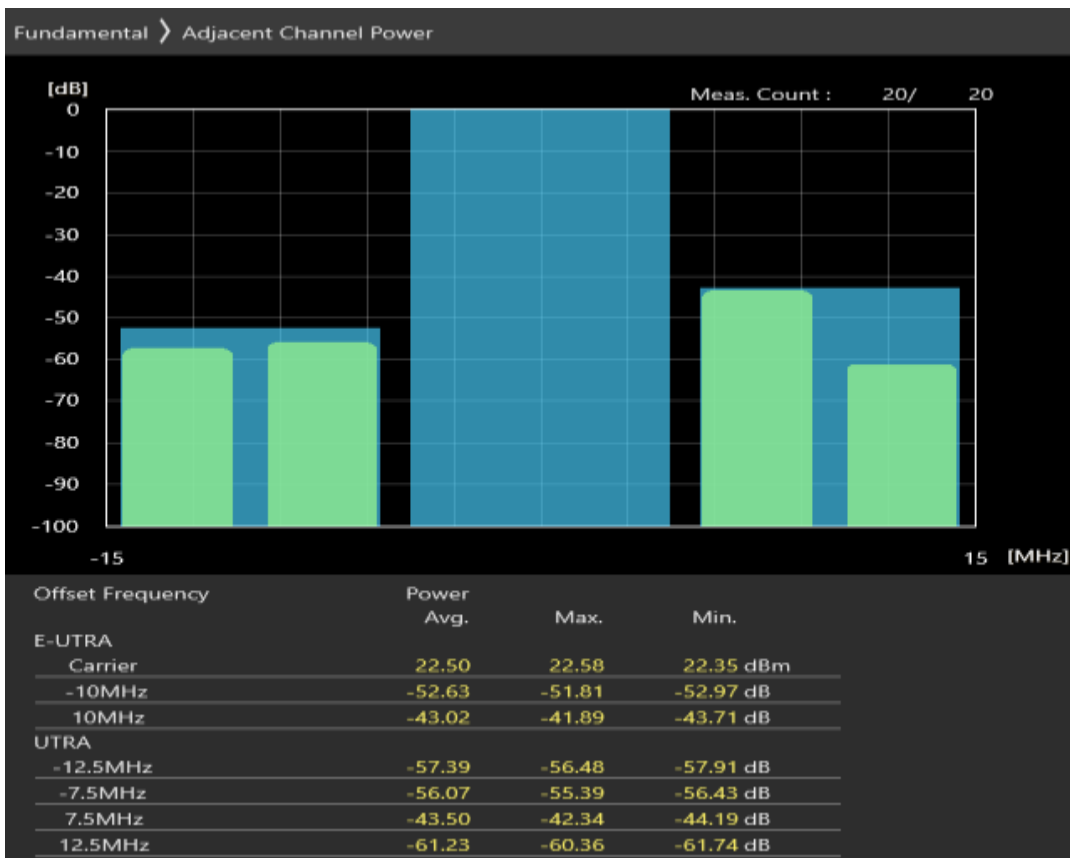 Fundamental 》 Adjacent Channel Power
[dB]
Meas. Count : 20/ 20
0
-10
-20
-30
-40
-50
-60
-70
-80
-90
-100
-15 15 [MHz]
Offset Frequency Power
Avg. Max. Min.
E-UTRA
Carrier 22.50 22.58 22.35 dBm
-10MHz -52.63 -51.81 -52.97 dB
10MHz -43.02 -41.89 -43.71 dB
UTRA
-12.5MHz -57.39 -56.48 -57.91 dB
-7.5MHz -56.07 -55.39 -56.43 dB
7.5MHz -43.50 -42.34 -44.19 dB
12.5MHz -61.23 -60.36 -61.74 dB